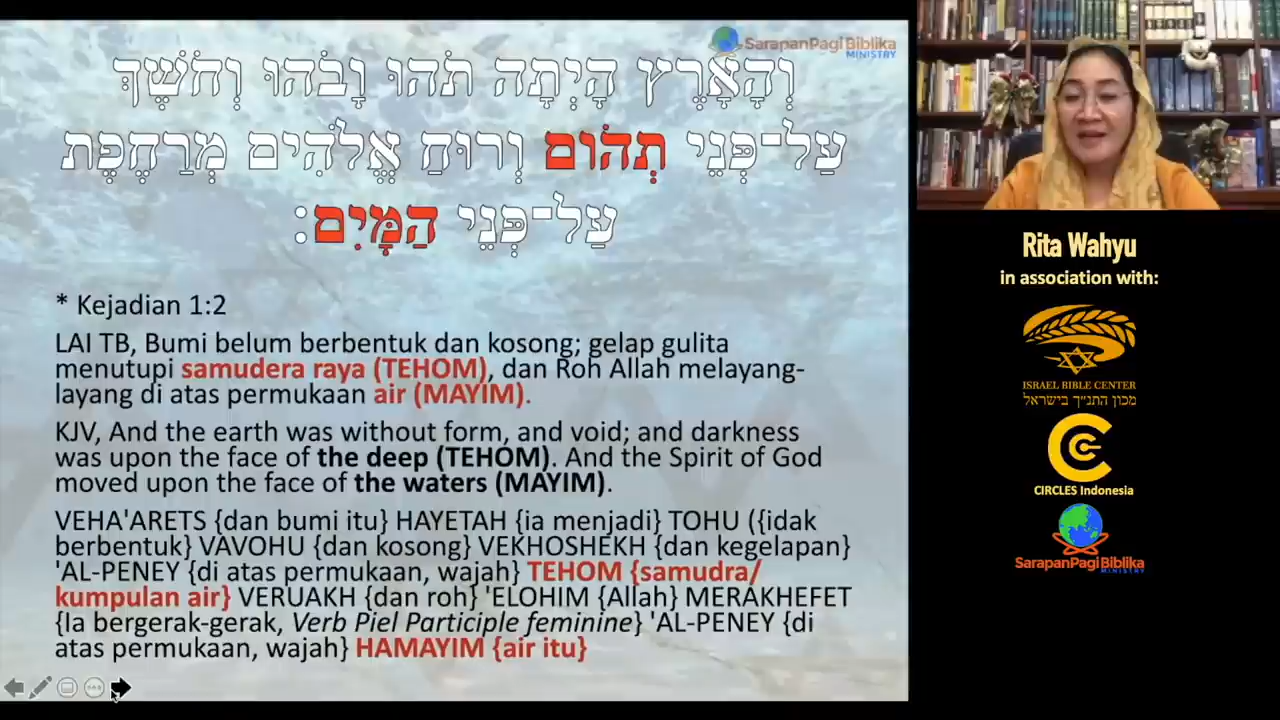 SarapanPagiBiblika
MINISTRY
וְהָאָרֶץ הָיְתָה תֹהוּ וָבֹהוּ וְחֹשֶׁךְ
עַל־פְּנֵי תְהוֹם וְרוּחַ אֱלֹהִים מְרַחֶפֶת
עַל־פְּנֵי הַמָּיִם׃
* Kejadian 1:2
LAI TB, Bumi belum berbentuk dan kosong; gelap gulita
menutupi samudera raya (TEHOM), dan Roh Allah melayang-
layang di atas permukaan air (MAYIM).
KJV, And the earth was without form, and void; and darkness
was upon the face of the deep (TEHOM). And the Spirit of God
moved upon the face of the waters (MAYIM).
VEHA'ARETS {dan bumi itu} HAYETAH {ia menjadi} TOHU ({idak
berbentuk} VAVOHU {dan kosong} VEKHOSHEKH {dan kegelapan}
'AL-PENEY {di atas permukaan, wajah} TEHOM {samudra/
kumpulan air} VERUAKH {dan roh} 'ELOHIM {Allah} MERAKHEFET
{Ia bergerak-gerak, Verb Piel Participle feminine} 'AL-PENEY {di
atas permukaan, wajah} HAMAYIM {air itu}
Rita Wahyu
in association with:
ISRAEL BIBLE CENTER
מכון התנ״ך בישראל
CIRCLES Indonesia
SarapanPagiBiblika
MINISTRY